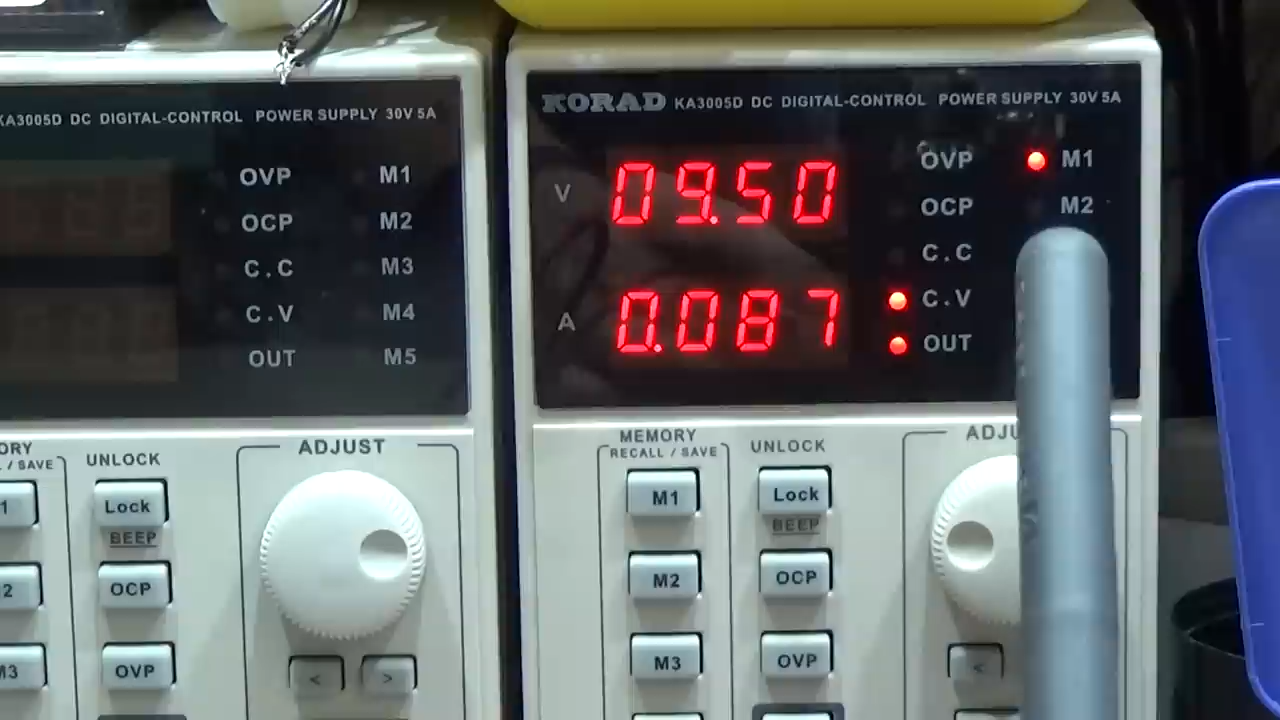 KA3005D DC DIGITAL-CONTROL POWER SUPPLY 30V 5A
OVP M1
OCP M2
C.C M3
C.V M4
OUT M5
UNLOCK
ADJUST
Lock
BEEP
OCP
M3
OVP
< >
KORAD KA3005D DC DIGITAL-CONTROL POWER SUPPLY 30V 5A
V 09.50
A 0.087
OVP M1
OCP M2
C.C
C.V
OUT
MEMORY
RECALL / SAVE
UNLOCK
M1 Lock
BEEP
M2 OCP
M3 OVP
<